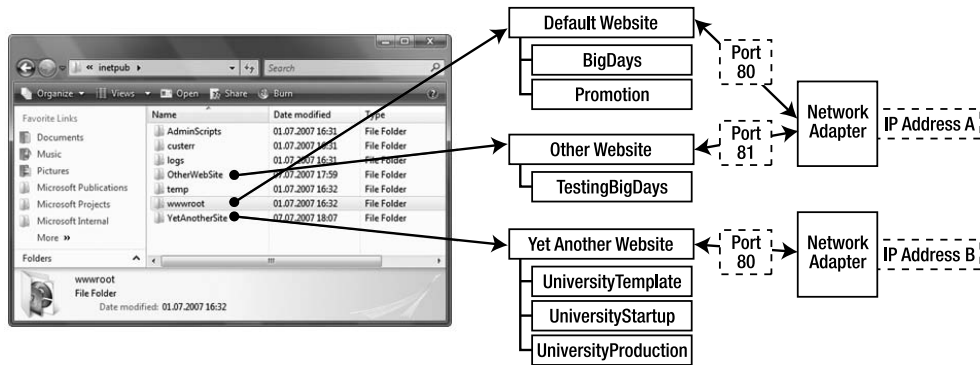 « inetpub ▸
Search
Organize Views Open Share Burn
Favorite Links
Documents
Music
Pictures
Microsoft Publications
Microsoft Projects
Microsoft Internal
More »
Folders
Name Date modified Type
AdminScripts 01.07.2007 16:31 File Folder
custerr 01.07.2007 16:31 File Folder
logs 01.07.2007 16:31 File Folder
OtherWebSite 07.07.2007 17:59 File Folder
temp 01.07.2007 16:32 File Folder
wwwroot 01.07.2007 16:32 File Folder
YetAnotherSite 07.07.2007 18:07 File Folder
wwwroot
File Folder
Date modified: 01.07.2007 16:32
Default Website
BigDays
Promotion
Other Website
TestingBigDays
Yet Another Website
UniversityTemplate
UniversityStartup
UniversityProduction
Port
80
Port
81
Port
80
Network
Adapter
IP Address A
Network
Adapter
IP Address B